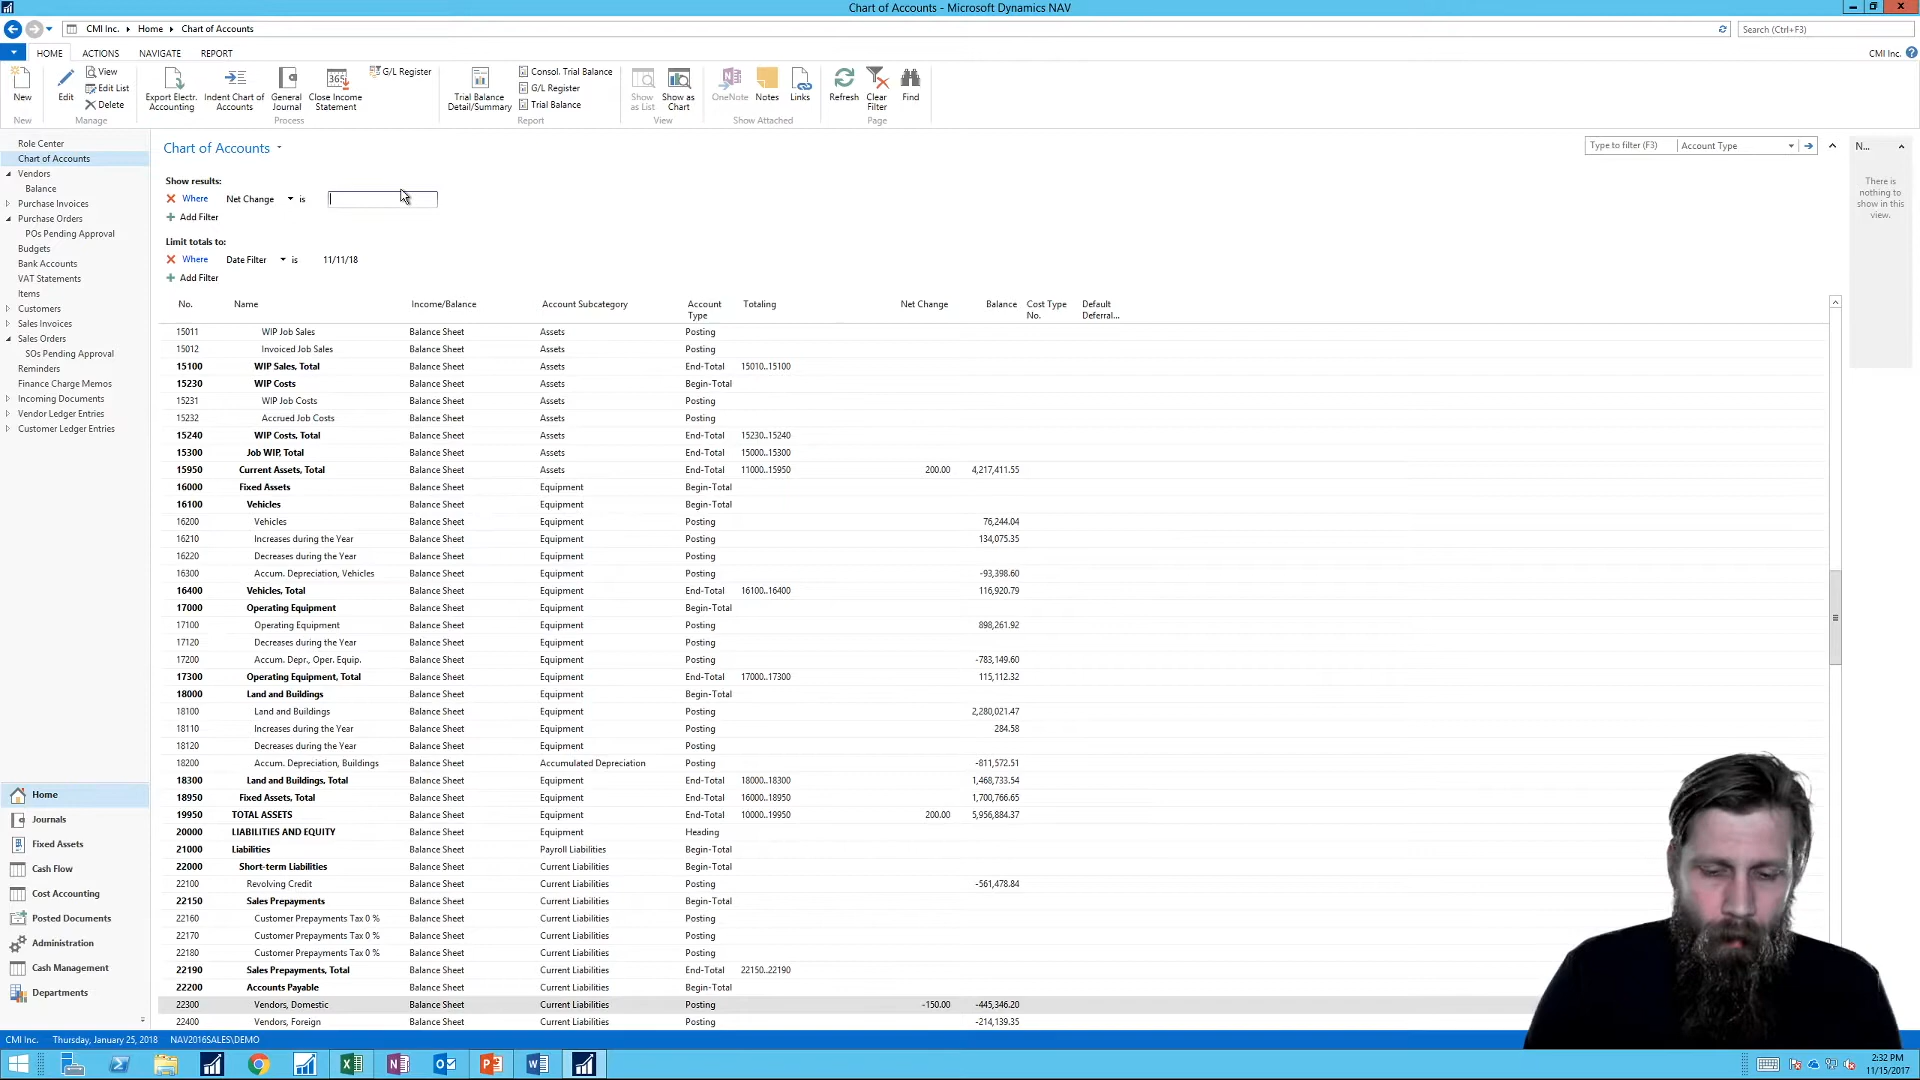 Chart of Accounts - Microsoft Dynamics NAV
CMI Inc. Home Chart of Accounts
Search (Ctrl+F3)
HOME ACTIONS NAVIGATE REPORT
CMI Inc.
New
Edit
View
Edit List
Delete
Export Electr. Accounting
Indent Chart of Accounts
General Journal
Close Income Statement
G/L Register
Trial Balance Detail/Summary
Consol. Trial Balance
G/L Register
Trial Balance
Show as List
Show as Chart
OneNote
Notes
Links
Refresh
Clear Filter
Find
New Manage Process Report View Show Attached Page
Role Center
Chart of Accounts
Vendors
Balance
Purchase Invoices
Purchase Orders
POs Pending Approval
Budgets
Bank Accounts
VAT Statements
Items
Customers
Sales Invoices
Sales Orders
SOs Pending Approval
Reminders
Finance Charge Memos
Incoming Documents
Vendor Ledger Entries
Customer Ledger Entries
Home
Journals
Fixed Assets
Cash Flow
Cost Accounting
Posted Documents
Administration
Cash Management
Departments
Chart of Accounts
Type to filter (F3) Account Type
N...
There is nothing to show in this view.
Show results:
Where Net Change is
Add Filter
Limit totals to:
Where Date Filter is 11/11/18
Add Filter
No. Name Income/Balance Account Subcategory Account Type Totaling Net Change Balance Cost Type No. Default Deferral...
15011 WIP Job Sales Balance Sheet Assets Posting
15012 Invoiced Job Sales Balance Sheet Assets Posting
15100 WIP Sales, Total Balance Sheet Assets End-Total 15010..15100
15230 WIP Costs Balance Sheet Assets Begin-Total
15231 WIP Job Costs Balance Sheet Assets Posting
15232 Accrued Job Costs Balance Sheet Assets Posting
15240 WIP Costs, Total Balance Sheet Assets End-Total 15230..15240
15300 Job WIP, Total Balance Sheet Assets End-Total 15000..15300
15950 Current Assets, Total Balance Sheet Assets End-Total 11000..15950 200.00 4,217,411.55
16000 Fixed Assets Balance Sheet Equipment Begin-Total
16100 Vehicles Balance Sheet Equipment Begin-Total
16200 Vehicles Balance Sheet Equipment Posting 76,244.04
16210 Increases during the Year Balance Sheet Equipment Posting 134,075.35
16220 Decreases during the Year Balance Sheet Equipment Posting
16300 Accum. Depreciation, Vehicles Balance Sheet Equipment Posting -93,398.60
16400 Vehicles, Total Balance Sheet Equipment End-Total 16100..16400 116,920.79
17000 Operating Equipment Balance Sheet Equipment Begin-Total
17100 Operating Equipment Balance Sheet Equipment Posting 898,261.92
17120 Decreases during the Year Balance Sheet Equipment Posting
17200 Accum. Depr., Oper. Equip. Balance Sheet Equipment Posting -783,149.60
17300 Operating Equipment, Total Balance Sheet Equipment End-Total 17000..17300 115,112.32
18000 Land and Buildings Balance Sheet Equipment Begin-Total
18100 Land and Buildings Balance Sheet Equipment Posting 2,280,021.47
18110 Increases during the Year Balance Sheet Equipment Posting 284.58
18120 Decreases during the Year Balance Sheet Equipment Posting
18200 Accum. Depreciation, Buildings Balance Sheet Accumulated Depreciation Posting -811,572.51
18300 Land and Buildings, Total Balance Sheet Equipment End-Total 18000..18300 1,468,733.54
18950 Fixed Assets, Total Balance Sheet Equipment End-Total 16000..18950 1,700,766.65
19950 TOTAL ASSETS Balance Sheet Equipment End-Total 10000..19950 200.00 5,956,884.37
20000 LIABILITIES AND EQUITY Balance Sheet Equipment Heading
21000 Liabilities Balance Sheet Payroll Liabilities Begin-Total
22000 Short-term Liabilities Balance Sheet Current Liabilities Begin-Total
22100 Revolving Credit Balance Sheet Current Liabilities Posting -561,478.84
22150 Sales Prepayments Balance Sheet Current Liabilities Begin-Total
22160 Customer Prepayments Tax 0 % Balance Sheet Current Liabilities Posting
22170 Customer Prepayments Tax 0 % Balance Sheet Current Liabilities Posting
22180 Customer Prepayments Tax 0 % Balance Sheet Current Liabilities Posting
22190 Sales Prepayments, Total Balance Sheet Current Liabilities End-Total 22150..22190
22200 Accounts Payable Balance Sheet Current Liabilities Begin-Total
22300 Vendors, Domestic Balance Sheet Current Liabilities Posting -150.00 -445,346.20
22400 Vendors, Foreign Balance Sheet Current Liabilities Posting -214,139.35
CMI Inc. Thursday, January 25, 2018 NAV2016SALES\DEMO
2:32 PM
11/15/2017